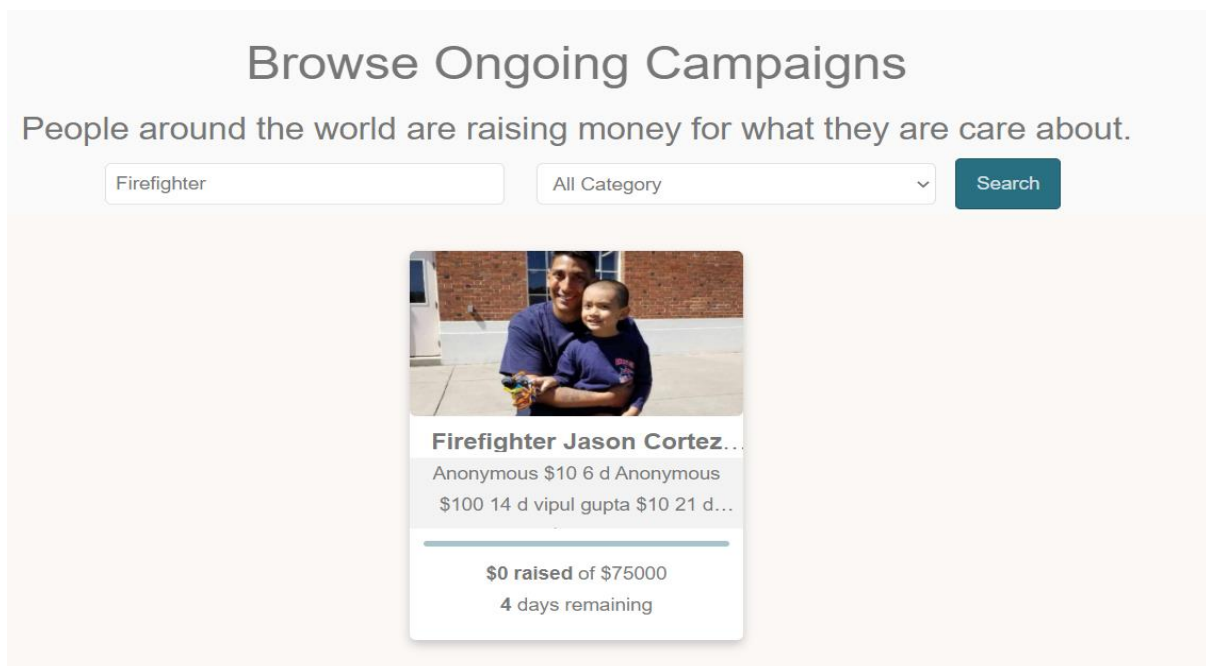 Browse Ongoing Campaigns
People around the world are raising money for what they are care about.
Firefighter
All Category
Search
Firefighter Jason Cortez...
Anonymous $10 6 d Anonymous
$100 14 d vipul gupta $10 21 d...
$0 raised of $75000
4 days remaining